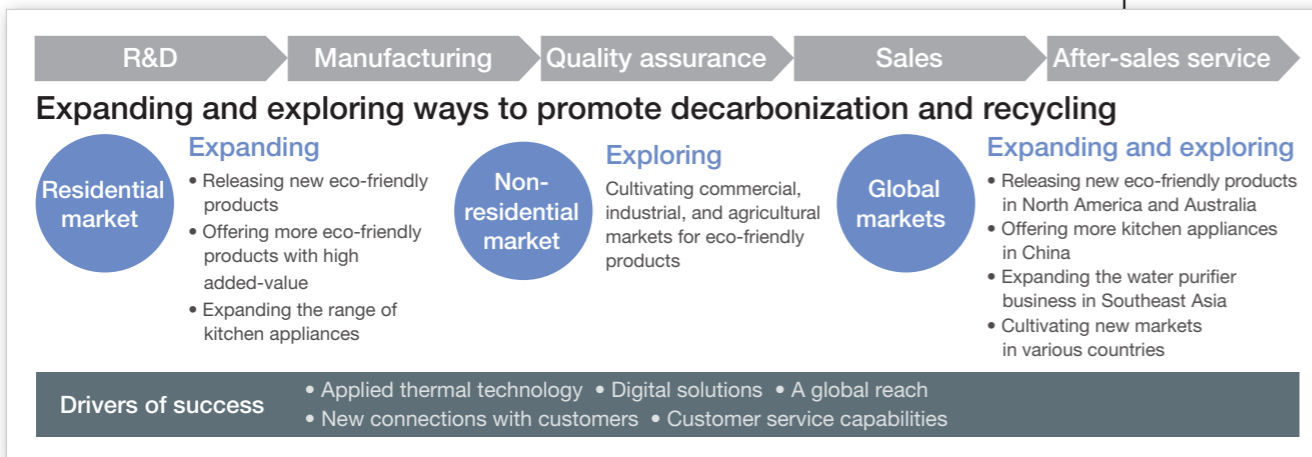 R&D
Manufacturing
Quality assurance
Sales
After-sales service
Expanding and exploring ways to promote decarbonization and recycling
Residential
market
Expanding
• Releasing new eco-friendly
products
• Offering more eco-friendly
products with high
added-value
• Expanding the range of
kitchen appliances
Non-
residential
market
Exploring
Cultivating commercial,
industrial, and agricultural
markets for eco-friendly
products
Global
markets
Expanding and exploring
• Releasing new eco-friendly products
in North America and Australia
• Offering more kitchen appliances
in China
• Expanding the water purifier
business in Southeast Asia
• Cultivating new markets
in various countries
Drivers of success
• Applied thermal technology • Digital solutions • A global reach
• New connections with customers • Customer service capabilities